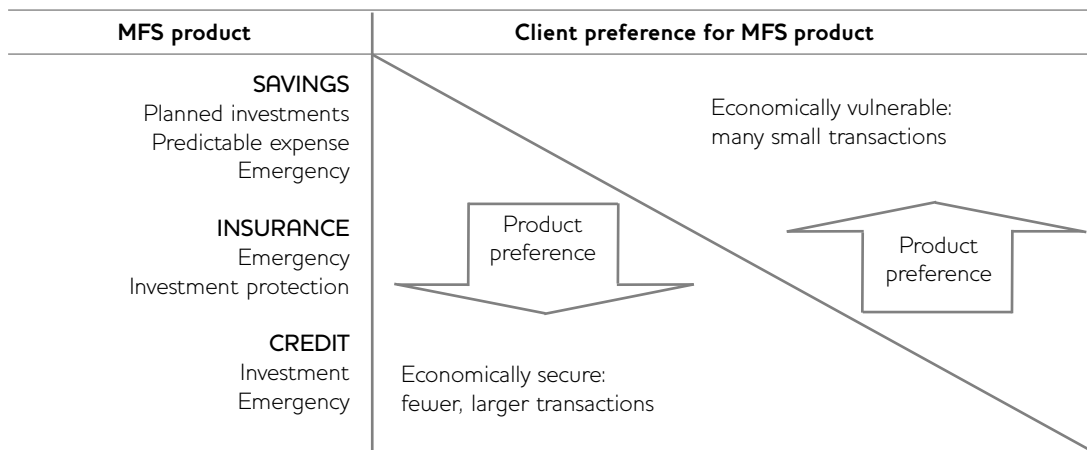 MFS product
Client preference for MFS product
SAVINGS
Planned investments
Predictable expense
Emergency
INSURANCE
Emergency
Investment protection
CREDIT
Investment
Emergency
Economically vulnerable:
many small transactions
Product
preference
Product
preference
Economically secure:
fewer, larger transactions